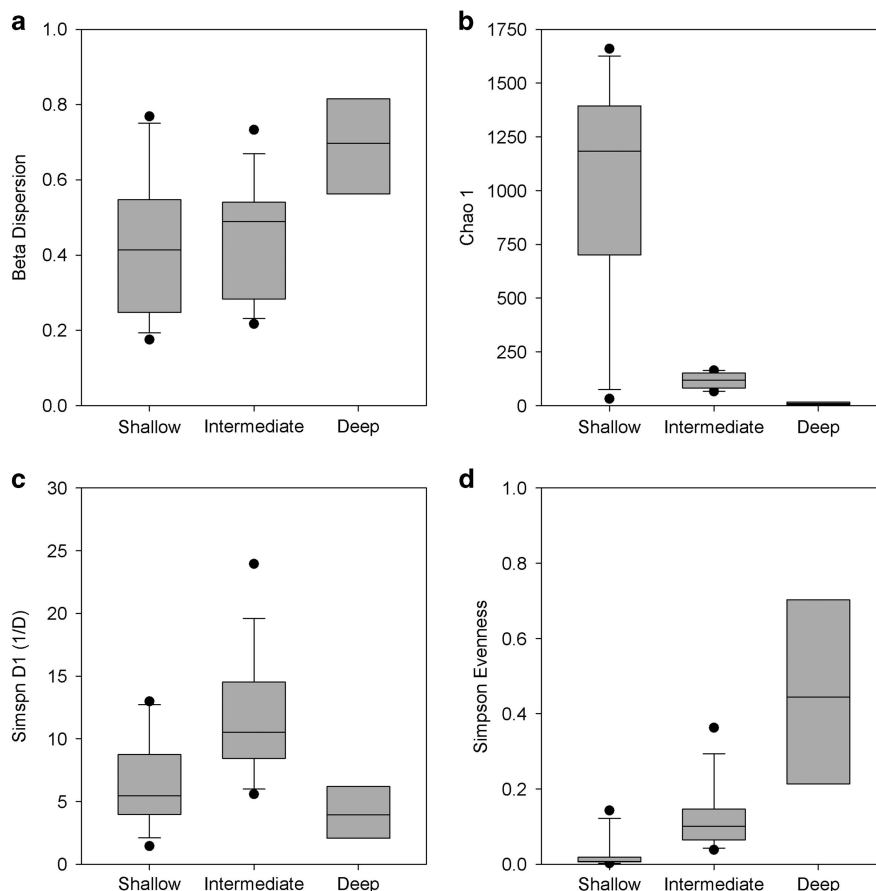 a
Beta Dispersion
1.0
0.8
0.6
0.4
0.2
0.0
Shallow Intermediate Deep
b
Chao 1
1750
1500
1250
1000
750
500
250
0
Shallow Intermediate Deep
c
Simspn D1 (1/D)
30
25
20
15
10
5
0
Shallow Intermediate Deep
d
Simpson Evenness
1.0
0.8
0.6
0.4
0.2
0.0
Shallow Intermediate Deep